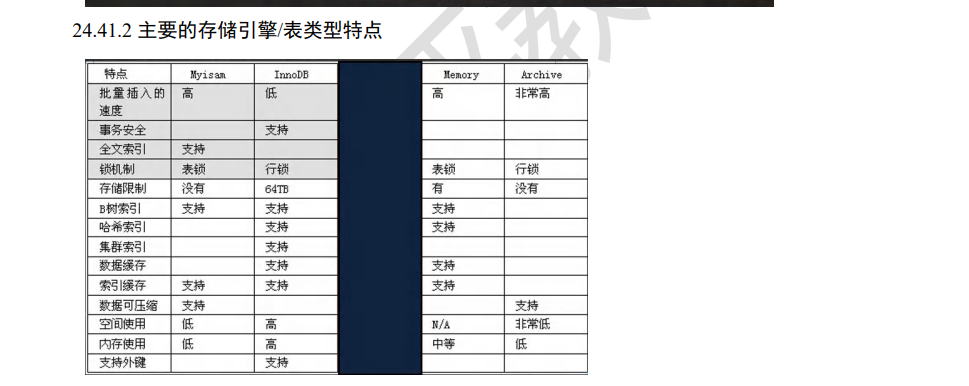 24.41.2 主要的存储引擎/表类型特点
特点 Myisam InnoDB Memory Archive
批量插入的 高 低 高 非常高
速度
事务安全 支持
全文索引 支持
锁机制 表锁 行锁 表锁 行锁
存储限制 没有 64TB 有 没有
B树索引 支持 支持 支持
哈希索引 支持 支持
集群索引 支持
数据缓存 支持 支持
索引缓存 支持 支持 支持
数据可压缩 支持 支持
空间使用 低 高 N/A 非常低
内存使用 低 高 中等 低
支持外键 支持